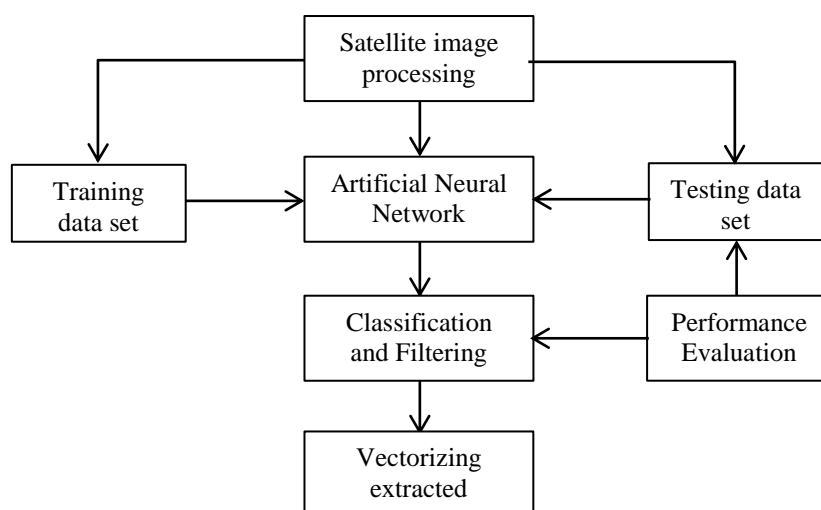 Satellite image
processing
Training
data set
Artificial Neural
Network
Testing data
set
Classification
and Filtering
Performance
Evaluation
Vectorizing
extracted